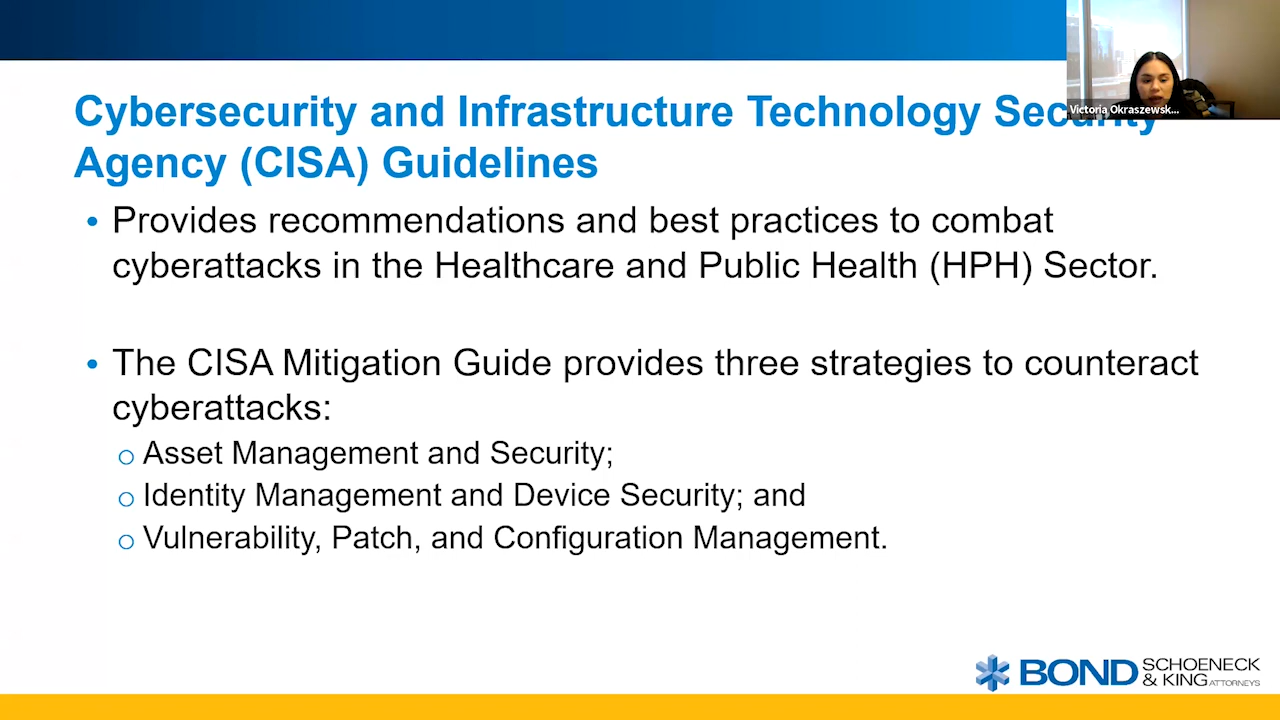 Cybersecurity and Infrastructure Technology Security
Agency (CISA) Guidelines
Victoria Okraszewsk...
• Provides recommendations and best practices to combat
cyberattacks in the Healthcare and Public Health (HPH) Sector.
• The CISA Mitigation Guide provides three strategies to counteract
cyberattacks:
o Asset Management and Security;
o Identity Management and Device Security; and
o Vulnerability, Patch, and Configuration Management.
BOND SCHOENECK
& KING ATTORNEYS